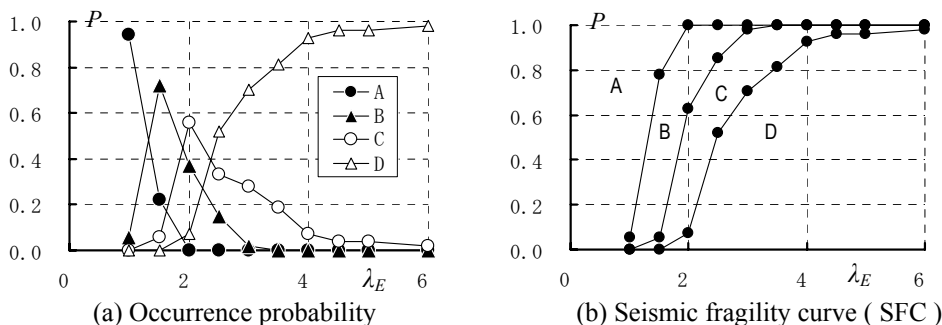 1.0 P
0.8
0.6
0.4
0.2
0.0
0 2 4 λE 6
A
B
C
D
(a) Occurrence probability
1.0 P
0.8
0.6
0.4
0.2
0.0
0 2 4 λE 6
A
B
C
D
(b) Seismic fragility curve ( SFC )